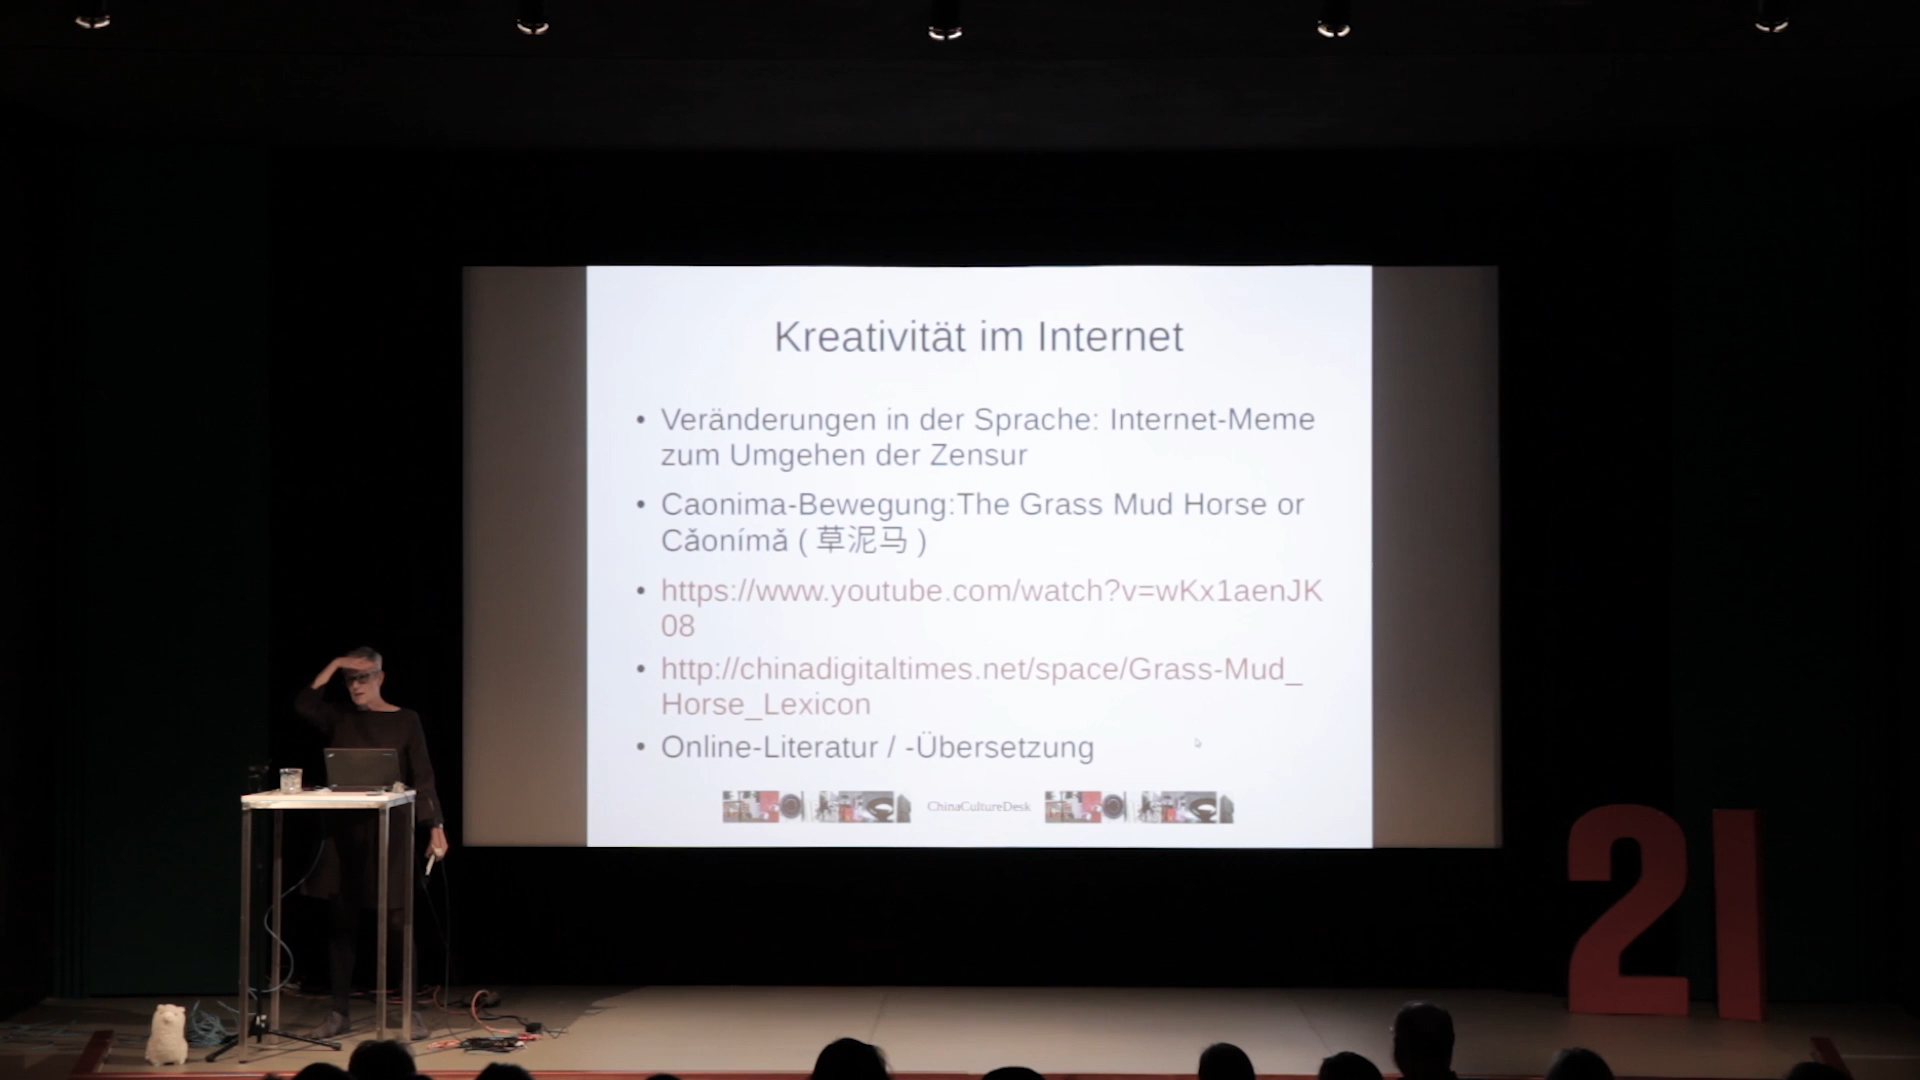 Kreativität im Internet
• Veränderungen in der Sprache: Internet-Meme
zum Umgehen der Zensur
• Caonima-Bewegung:The Grass Mud Horse or
Cǎonímǎ ( 草泥马 )
• https://www.youtube.com/watch?v=wKx1aenJK
08
• http://chinadigitaltimes.net/space/Grass-Mud_
Horse_Lexicon
• Online-Literatur / -Übersetzung
ChinaCultureDesk
21